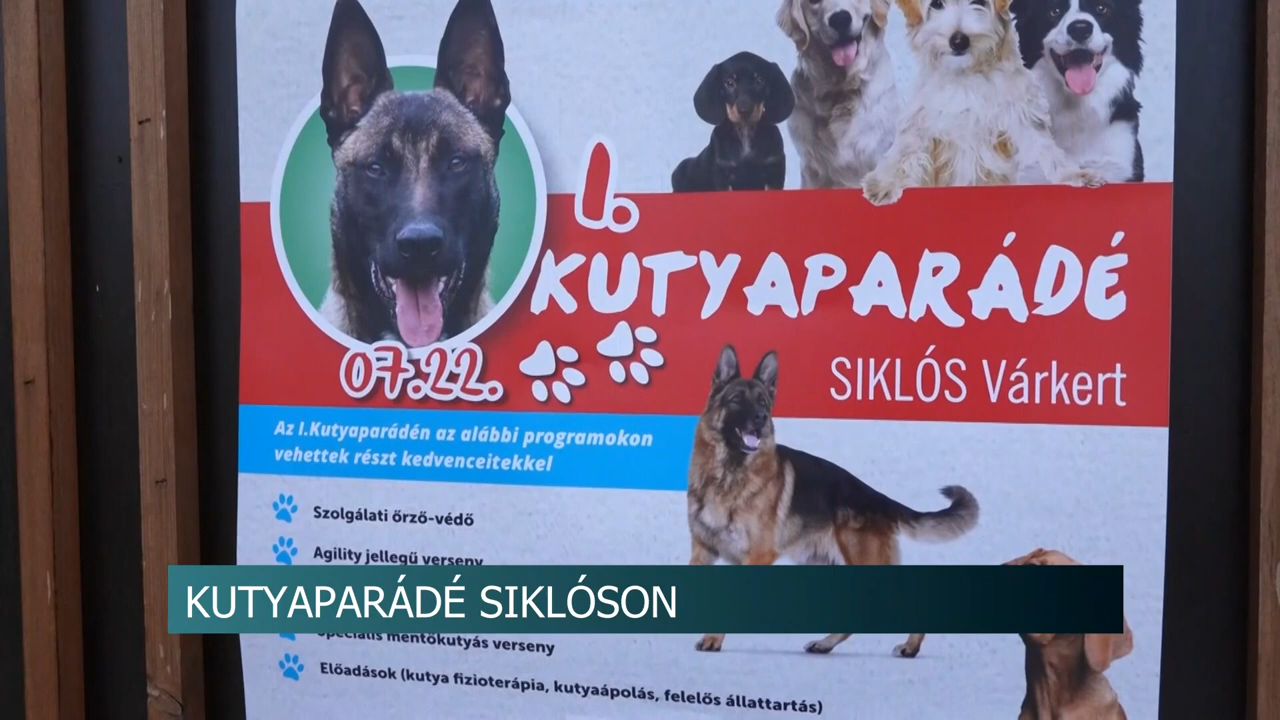 I.
KUTYAPARÁDÉ
07.22.
SIKLÓS Várkert
Az I.Kutyaparádén az alábbi programokon
vehettek részt kedvenceitekkel
Szolgálati őrző-védő
Agility jellegű verseny
KUTYAPARÁDÉ SIKLÓSON
Speciális mentőkutyás verseny
Előadások (kutya fizioterápia, kutyaápolás, felelős állattartás)